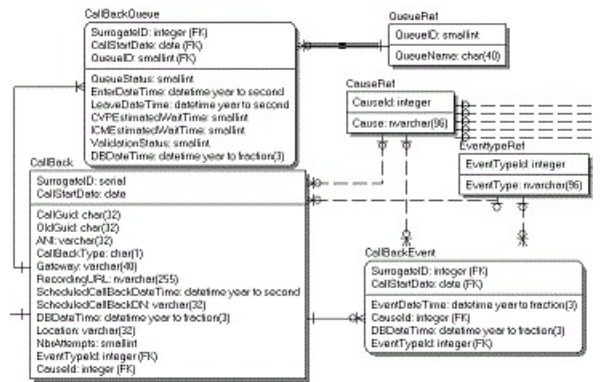 CallBackQueue
SurrogateID: integer (FK)
CallStartDate: date (FK)
QueueID: smallint (FK)
QueueStatus: smallint
EnterDateTime: datetime year to second
LeaveDateTime: datetime year to second
CVPEstimatedWaitTime: smallint
ICMEstimatedWaitTime: smallint
ValidationStatus: smallint
DBDateTime: datetime year to fraction(3)
QueueRef
QueueID: smallint
QueueName: char(40)
CauseRef
CauseId: integer
Cause: nvarchar(96)
EventtypeRef
EventTypeId: integer
EventType: nvarchar(96)
CallBack
SurrogateID: serial
CallStartDate: date
CallGuid: char(32)
OldGuid: char(32)
ANI: varchar(32)
CallBackType: char(1)
Gateway: varchar(40)
RecordingURL: nvarchar(255)
ScheduledCallBackDateTime: datetime year to second
ScheduledCallBackDN: varchar(32)
DBDateTime: datetime year to fraction(3)
Location: varchar(32)
NbrAttempts: smallint
EventTypeId: integer (FK)
CauseId: integer (FK)
CallBackEvent
SurrogateID: integer (FK)
CallStartDate: date (FK)
EventDateTime: datetime year to fraction(3)
CauseId: integer (FK)
DBDateTime: datetime year to fraction(3)
EventTypeId: integer (FK)